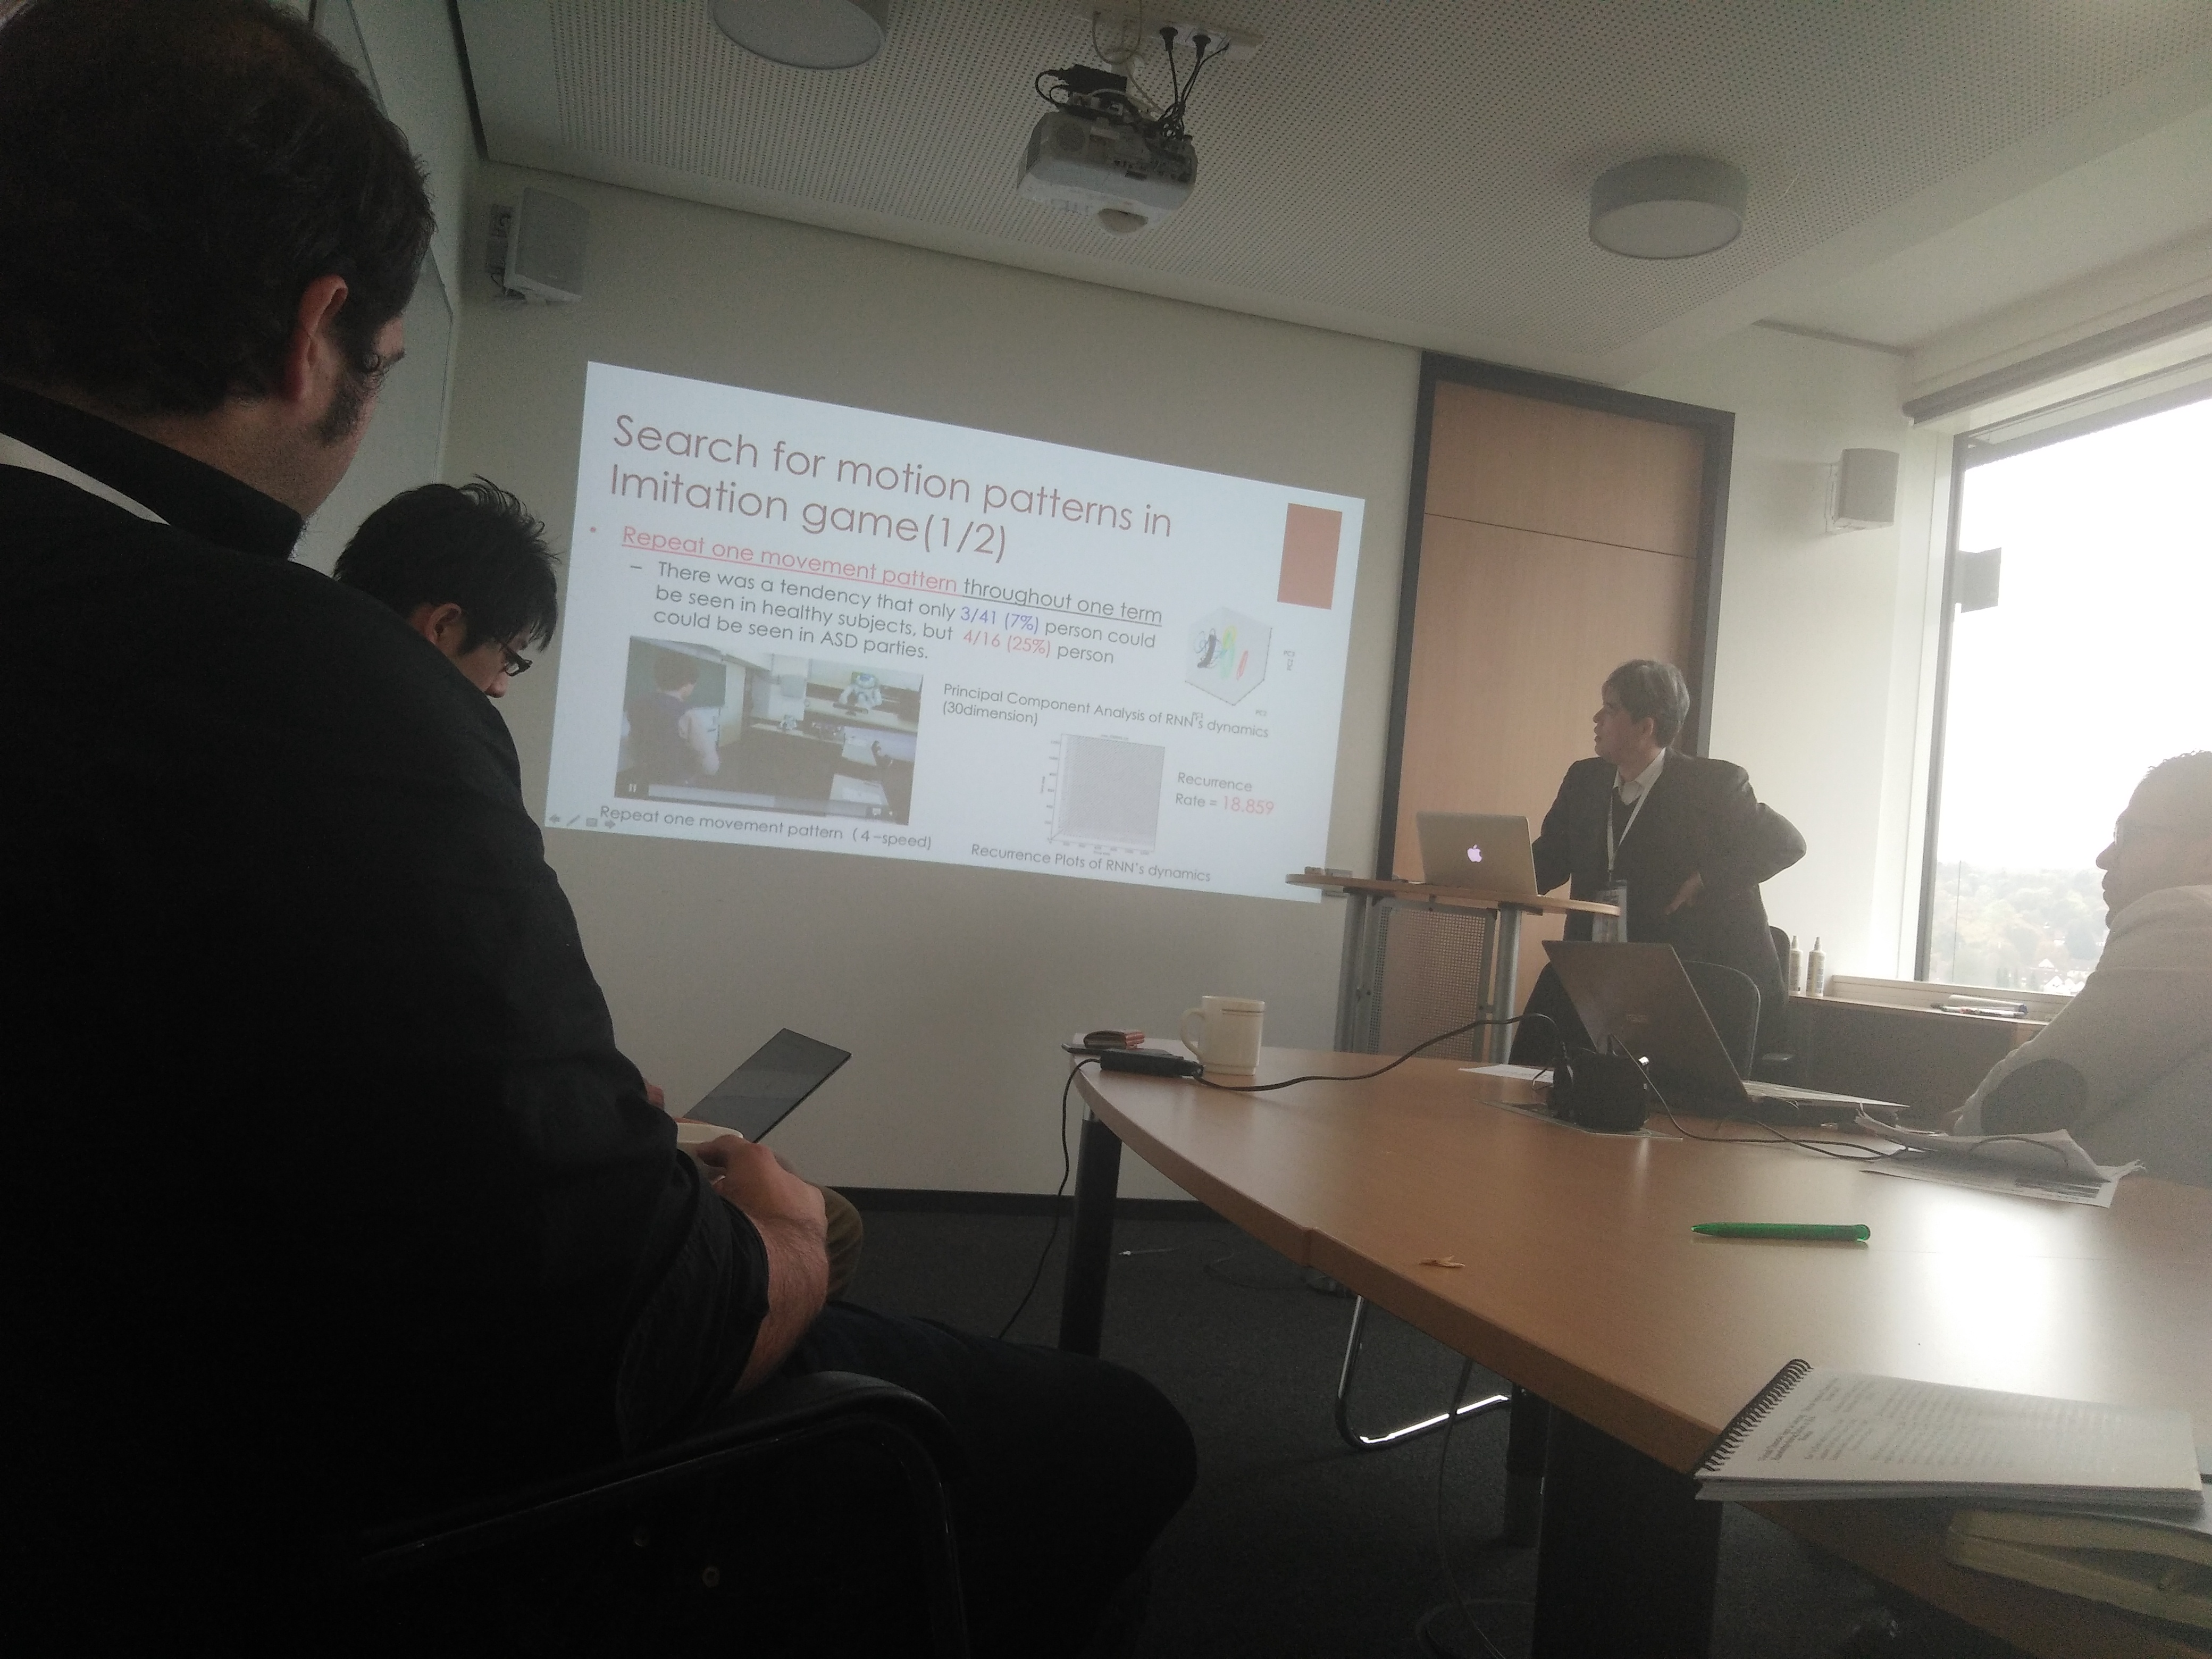 Search for motion patterns in
Imitation game(1/2)
• Repeat one movement pattern throughout one term
– There was a tendency that only 3/41 (7%) person could
be seen in healthy subjects, but 4/16 (25%) person
could be seen in ASD parties.
Principal Component Analysis of RNN's dynamics
(30dimension)
Recurrence
Rate = 18.859
Repeat one movement pattern (4-speed)
Recurrence Plots of RNN's dynamics